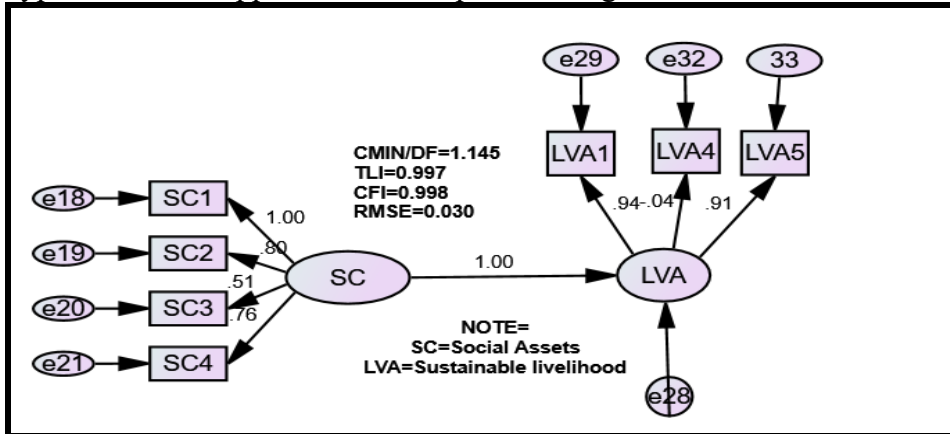 e29
e32
33
LVA1
LVA4
LVA5
CMIN/DF=1.145
TLI=0.997
CFI=0.998
RMSE=0.030
.94
-.04
.91
e18
SC1
1.00
e19
SC2
.80
SC
1.00
LVA
e20
SC3
.51
e21
SC4
.76
NOTE=
SC=Social Assets
LVA=Sustainable livelihood
e28